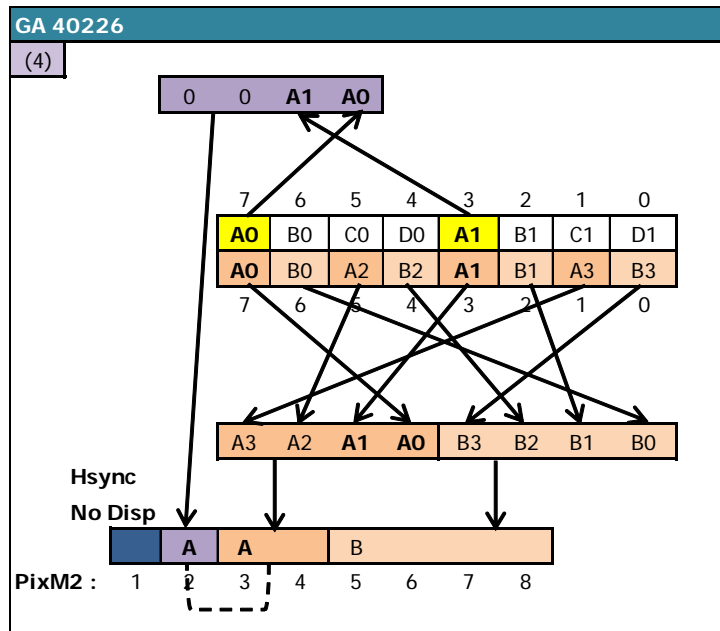 GA 40226
(4)
0 0 A1 A0
7 6 5 4 3 2 1 0
A0 B0 C0 D0 A1 B1 C1 D1
A0 B0 A2 B2 A1 B1 A3 B3
7 6 5 4 3 2 1 0
A3 A2 A1 A0 B3 B2 B1 B0
Hsync
No Disp
A A B
PixM2 : 1 2 3 4 5 6 7 8